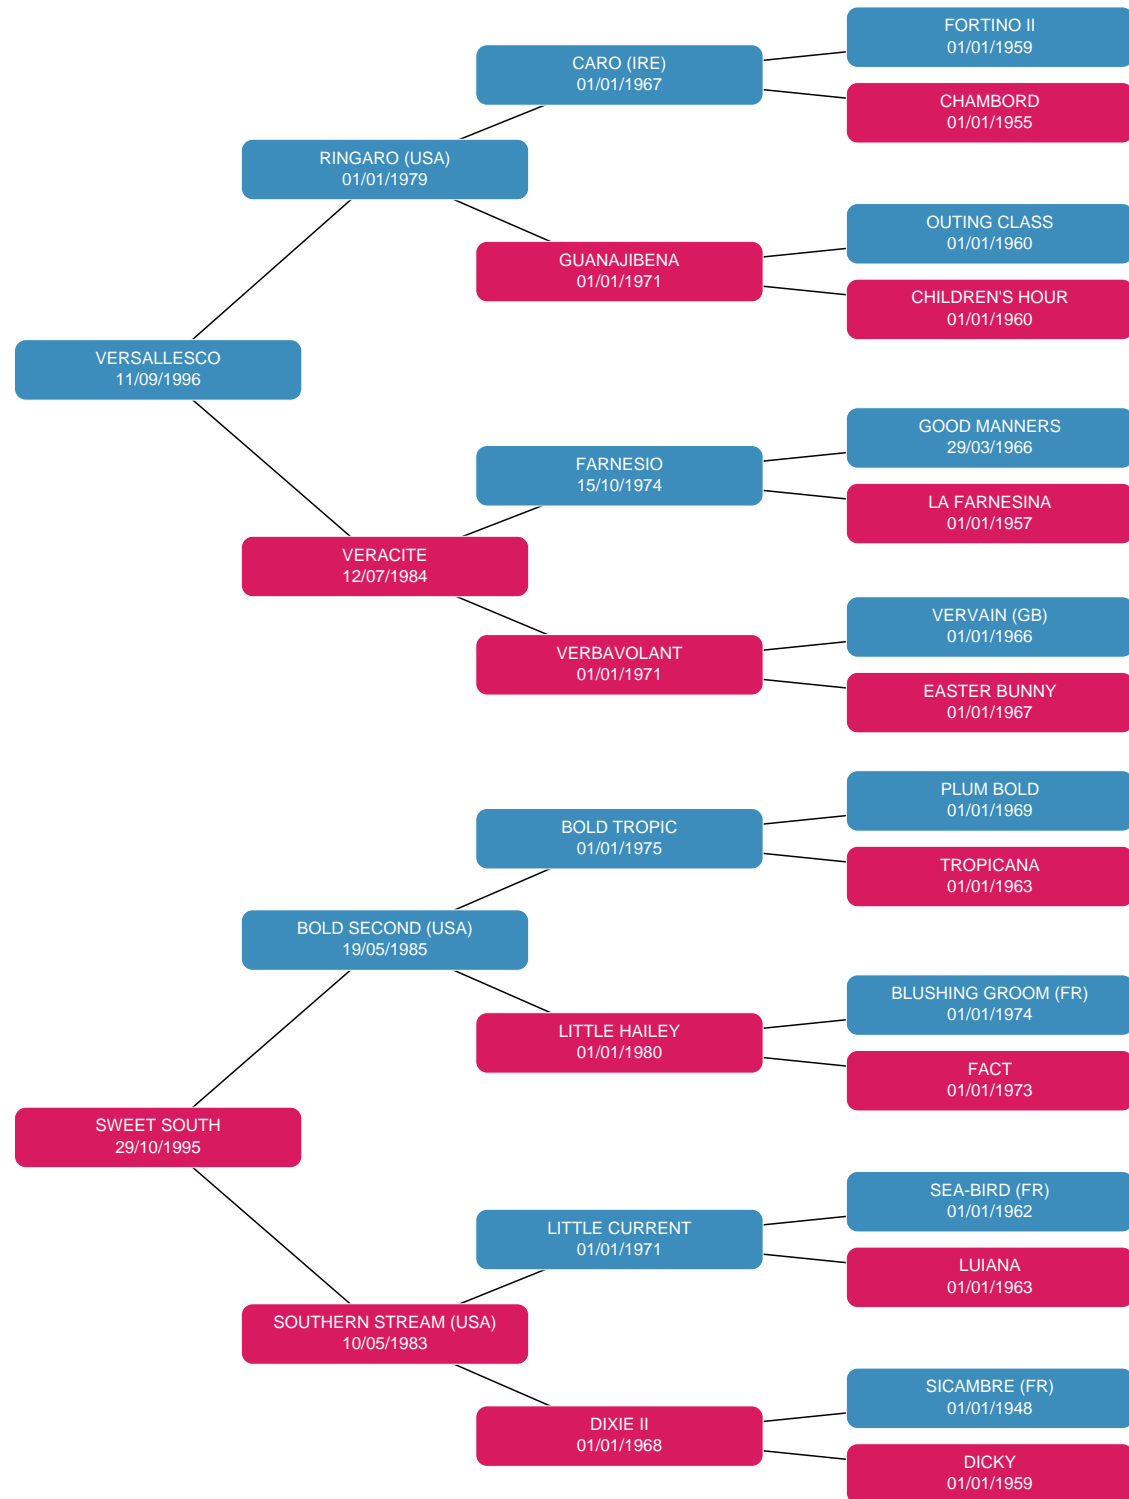 FORTINO II
01/01/1959
CARO (IRE)
01/01/1967
CHAMBORD
01/01/1955
RINGARO (USA)
01/01/1979
OUTING CLASS
01/01/1960
GUANAJIBENA
01/01/1971
CHILDREN'S HOUR
01/01/1960
VERSALLESCO
11/09/1996
GOOD MANNERS
29/03/1966
FARNESIO
15/10/1974
LA FARNESINA
01/01/1957
VERACITE
12/07/1984
VERVAIN (GB)
01/01/1966
VERBAVOLANT
01/01/1971
EASTER BUNNY
01/01/1967
PLUM BOLD
01/01/1969
BOLD TROPIC
01/01/1975
TROPICANA
01/01/1963
BOLD SECOND (USA)
19/05/1985
BLUSHING GROOM (FR)
01/01/1974
LITTLE HAILEY
01/01/1980
FACT
01/01/1973
SWEET SOUTH
29/10/1995
SEA-BIRD (FR)
01/01/1962
LITTLE CURRENT
01/01/1971
LUIANA
01/01/1963
SOUTHERN STREAM (USA)
10/05/1983
SICAMBRE (FR)
01/01/1948
DIXIE II
01/01/1968
DICKY
01/01/1959